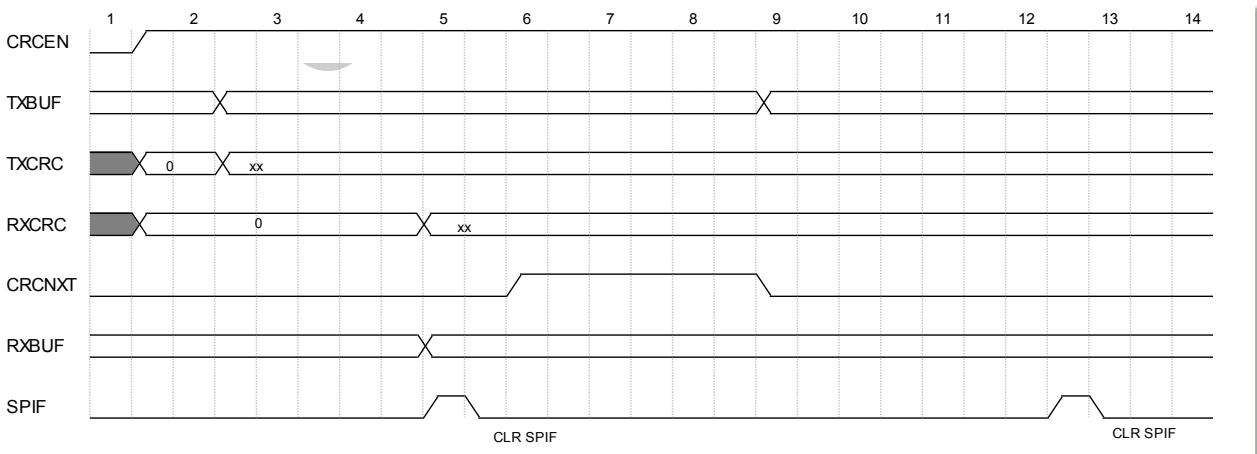 1 2 3 4 5 6 7 8 9 10 11 12 13 14
CRCEN
TXBUF
TXCRC 0 xx
RXCRC 0 xx
CRCNXT
RXBUF
SPIF
CLR SPIF CLR SPIF